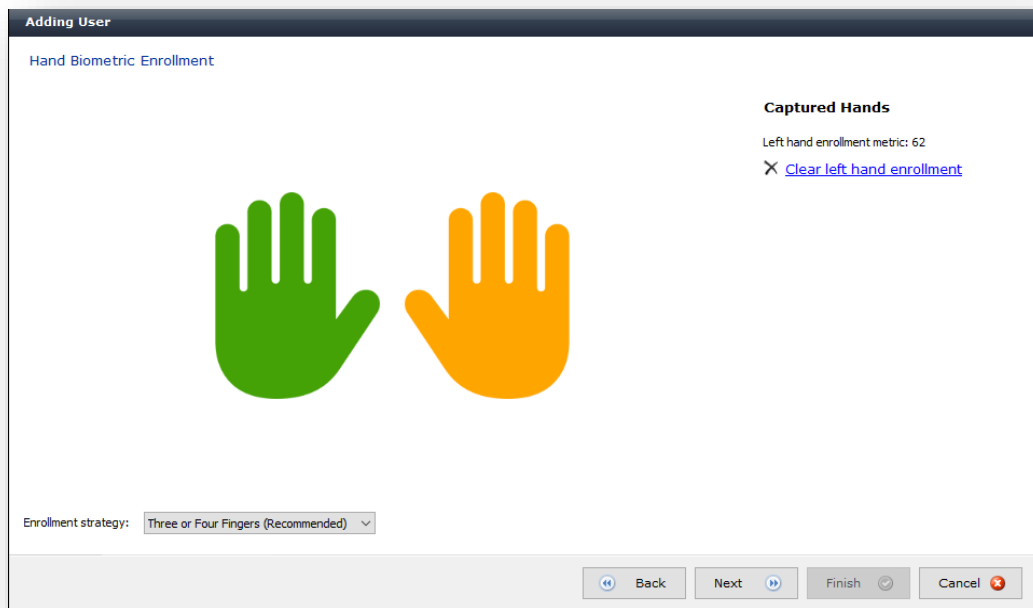 Adding User
Hand Biometric Enrollment
Captured Hands
Left hand enrollment metric: 62
Clear left hand enrollment
Enrollment strategy: Three or Four Fingers (Recommended)
Back Next Finish Cancel